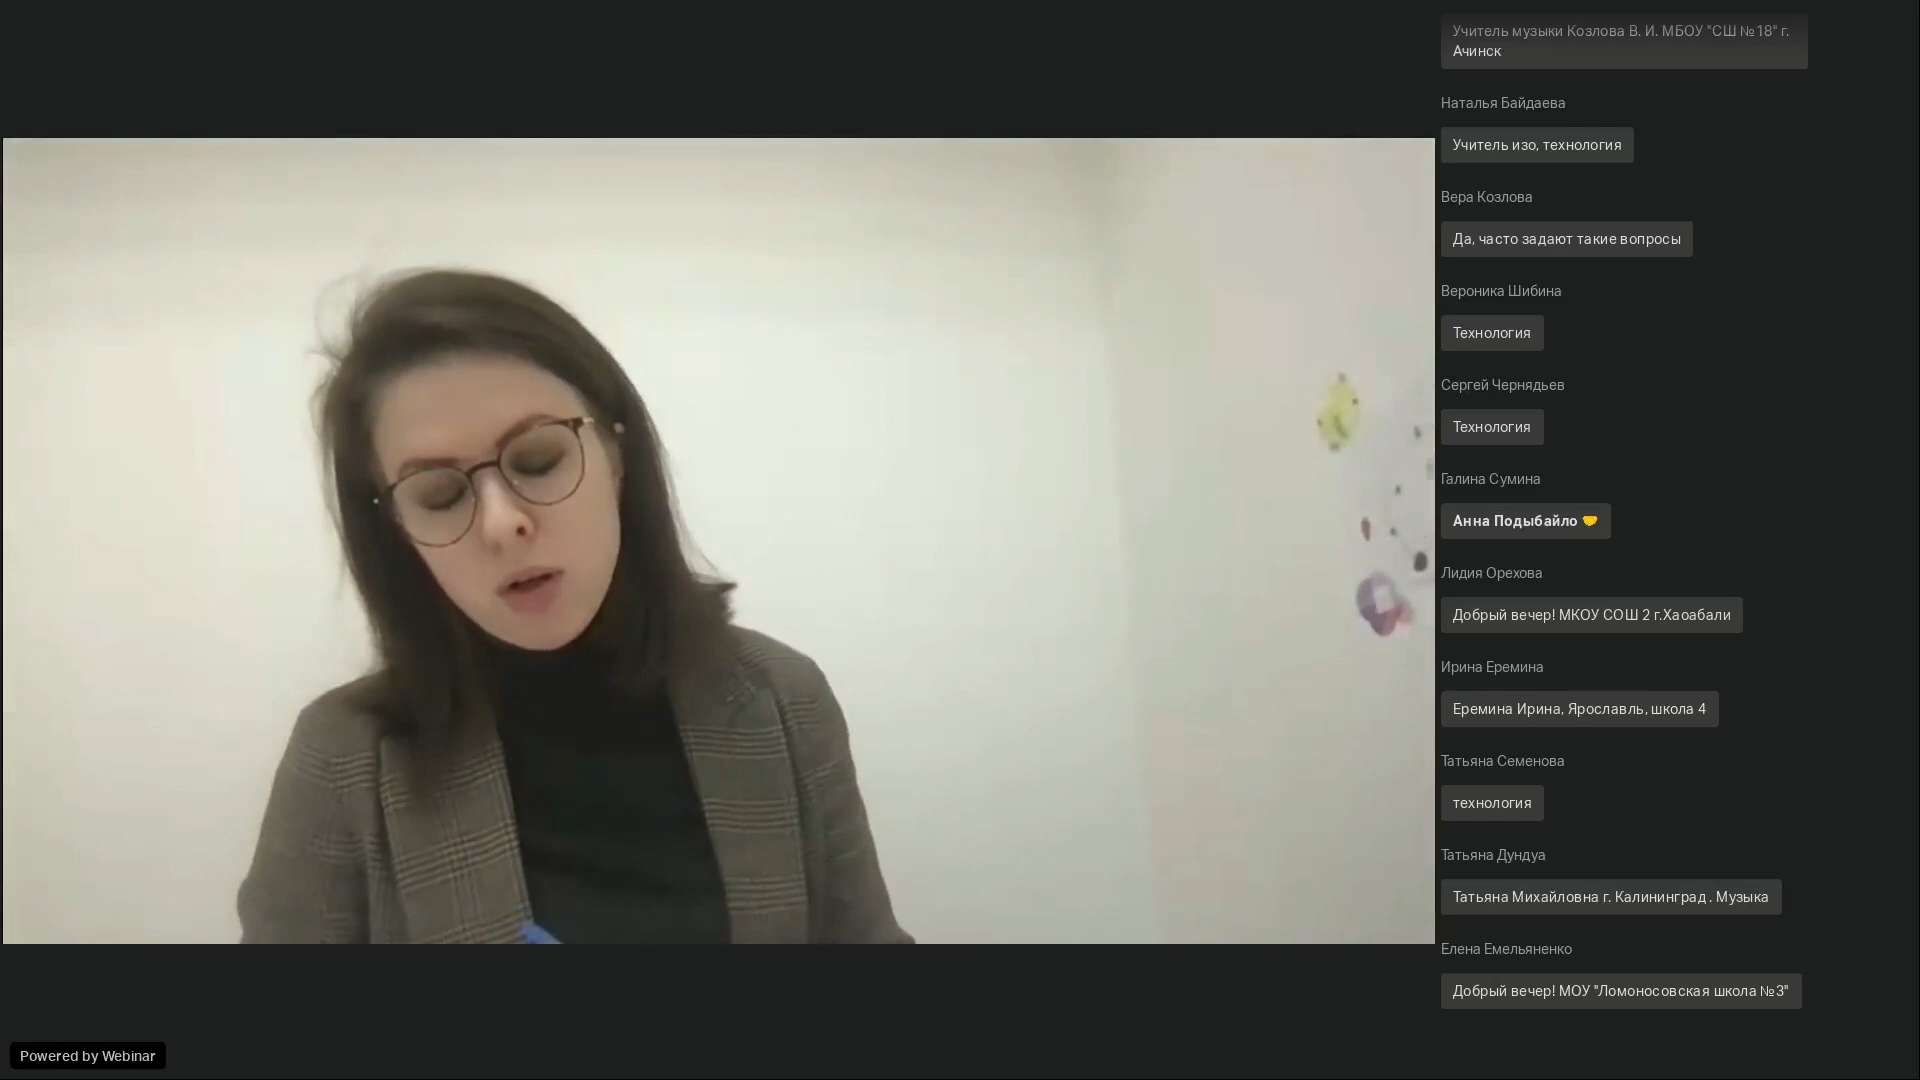 Учитель музыки Козлова В. И. МБОУ "СШ №18" г.
Ачинск
Наталья Байдаева
Учитель изо, технология
Вера Козлова
Да, часто задают такие вопросы
Вероника Шибина
Технология
Сергей Чернядьев
Технология
Галина Сумина
Анна Подыбайло 🤝
Лидия Орехова
Добрый вечер! МКОУ СОШ 2 г.Хаоабали
Ирина Еремина
Еремина Ирина, Ярославль, школа 4
Татьяна Семенова
технология
Татьяна Дундуа
Татьяна Михайловна г. Калининград . Музыка
Елена Емельяненко
Добрый вечер! МОУ "Ломоносовская школа №3"
Powered by Webinar